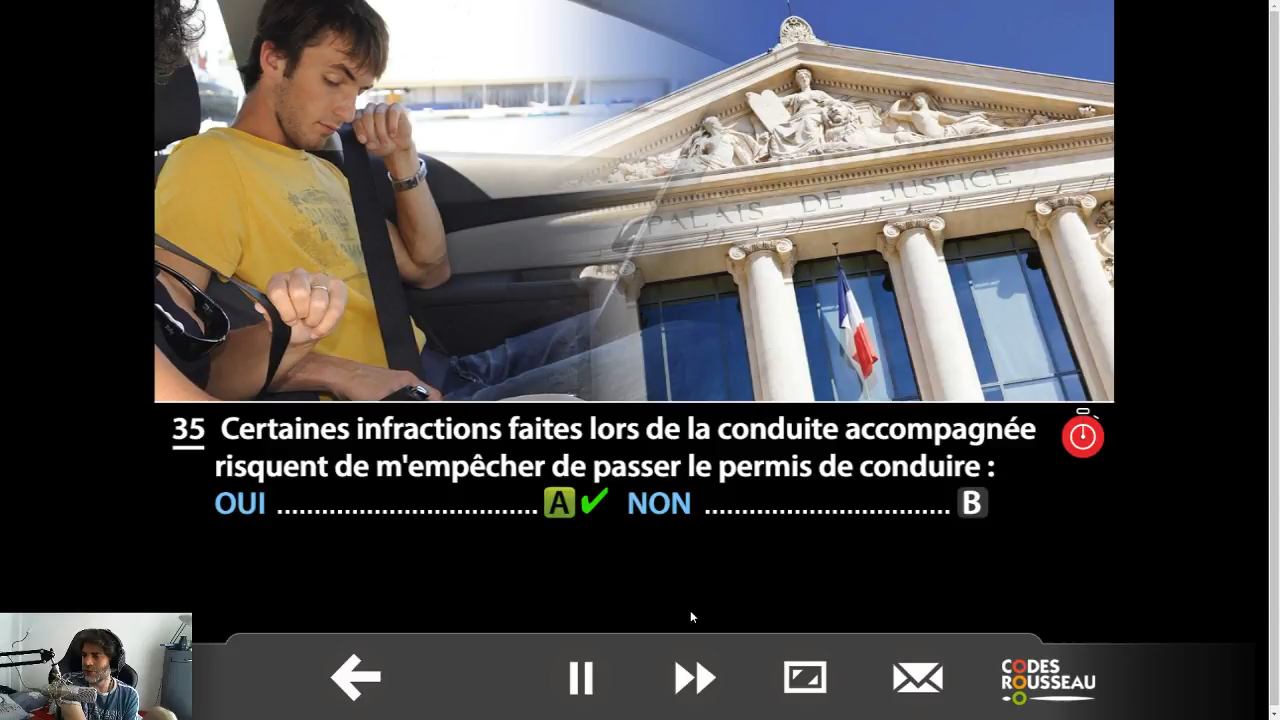 PALAIS DE JUSTICE
35 Certaines infractions faites lors de la conduite accompagnée
risquent de m'empêcher de passer le permis de conduire :
OUI .................................. A ✓ NON ................................ B
CODES
ROUSSEAU